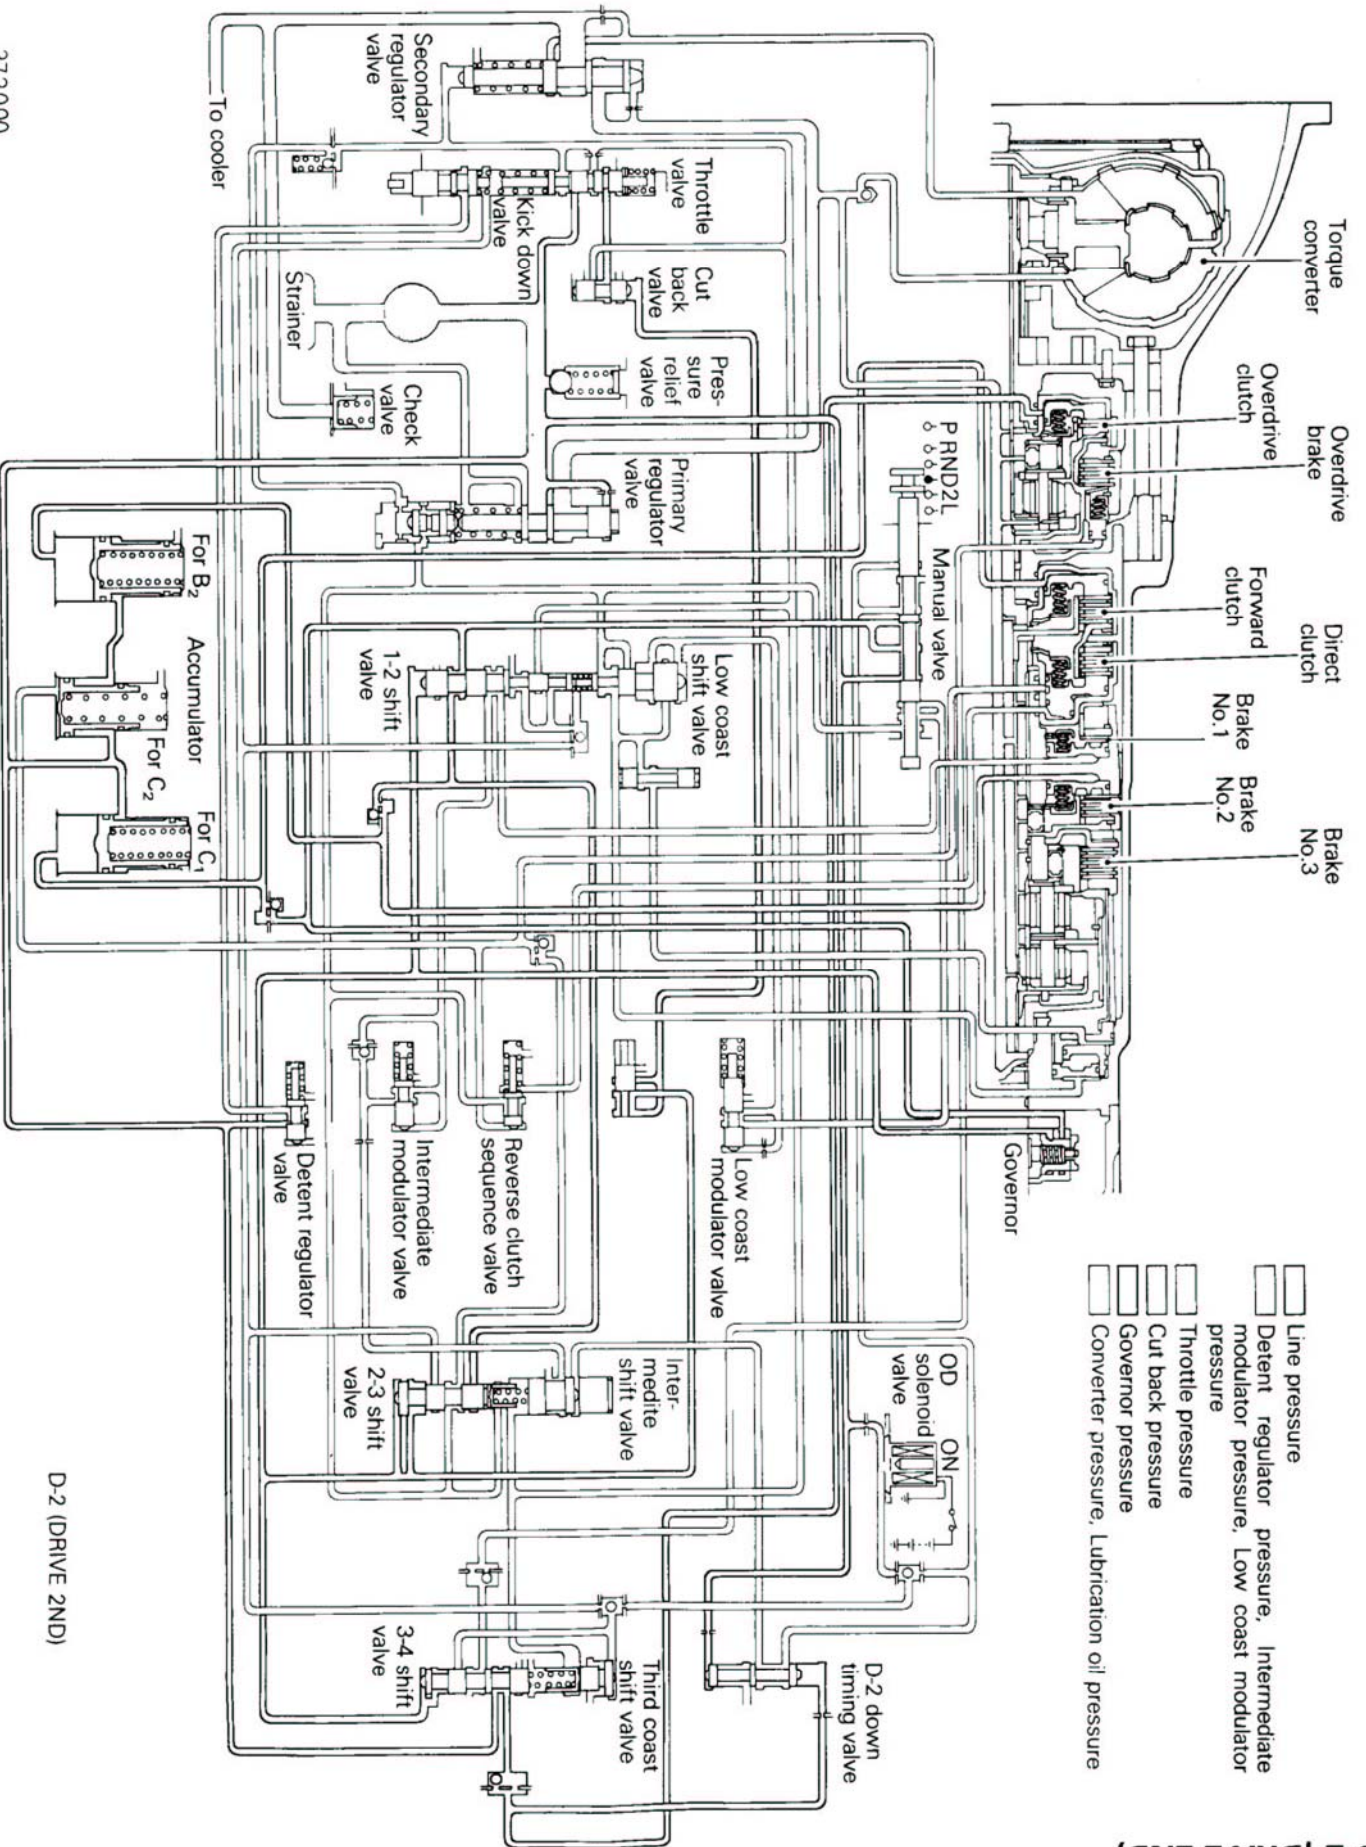 Torque
converter
Overdrive
clutch
Overdrive
brake
Forward
clutch
Direct
clutch
Brake
No.1
Brake
No.2
Brake
No.3
Governor
Line pressure
Detent regulator pressure, Intermediate
modulator pressure, Low coast modulator
pressure
Throttle pressure
Cut back pressure
Governor pressure
Converter pressure, Lubrication oil pressure
Secondary
regulator
valve
To cooler
Throttle
valve
Kick down
valve
Cut
back
valve
Strainer
Check
valve
Pres-
sure
relief
valve
Primary
regulator
valve
P RND2L
Manual valve
Low coast
shift valve
1-2 shift
valve
For B2
Accumulator
For C2
For C1
Low coast
modulator valve
Reverse clutch
sequence valve
Intermediate
modulator valve
Detent regulator
valve
OD
solenoid
valve
ON
Inter-
medite
shift valve
2-3 shift
valve
D-2 down
timing valve
Third coast
shift valve
3-4 shift
valve
D-2 (DRIVE 2ND)